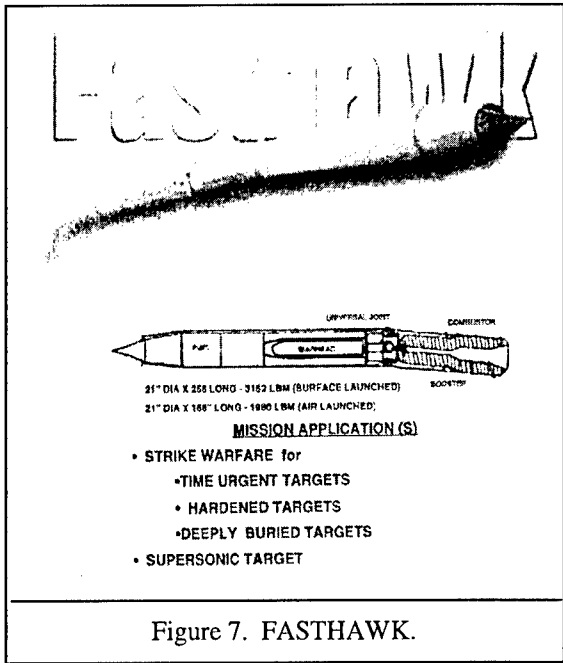 Fasthawk
UNIVERSAL JOINT
COMBUSTOR
FUEL
WARHEAD
BOOSTER
21" DIA X 256 LONG - 3152 LBM (SURFACE LAUNCHED)
21" DIA X 168" LONG - 1980 LBM (AIR LAUNCHED)
MISSION APPLICATION (S)
• STRIKE WARFARE for
•TIME URGENT TARGETS
• HARDENED TARGETS
•DEEPLY BURIED TARGETS
• SUPERSONIC TARGET
Figure 7. FASTHAWK.